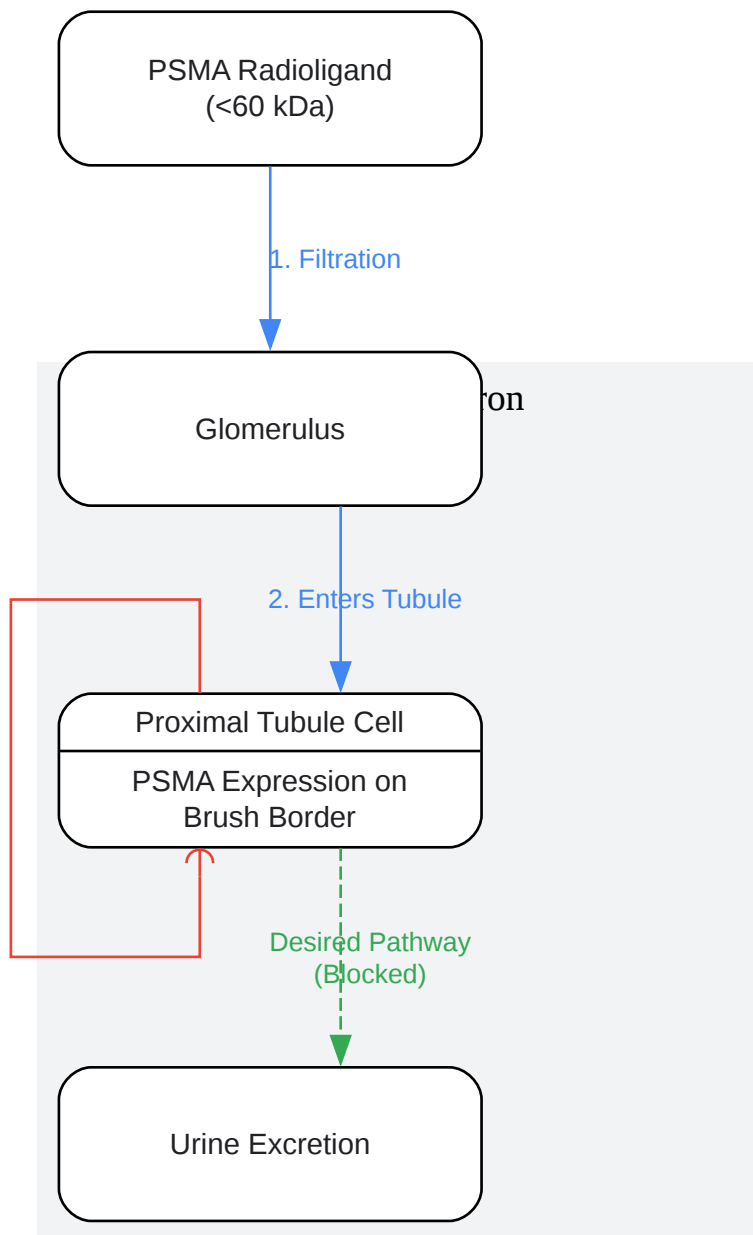 PSMA Radioligand
(<60 kDa)
1. Filtration
ron
Glomerulus
2. Enters Tubule
Proximal Tubule Cell
PSMA Expression on
Brush Border
Desired Pathway
(Blocked)
Urine Excretion